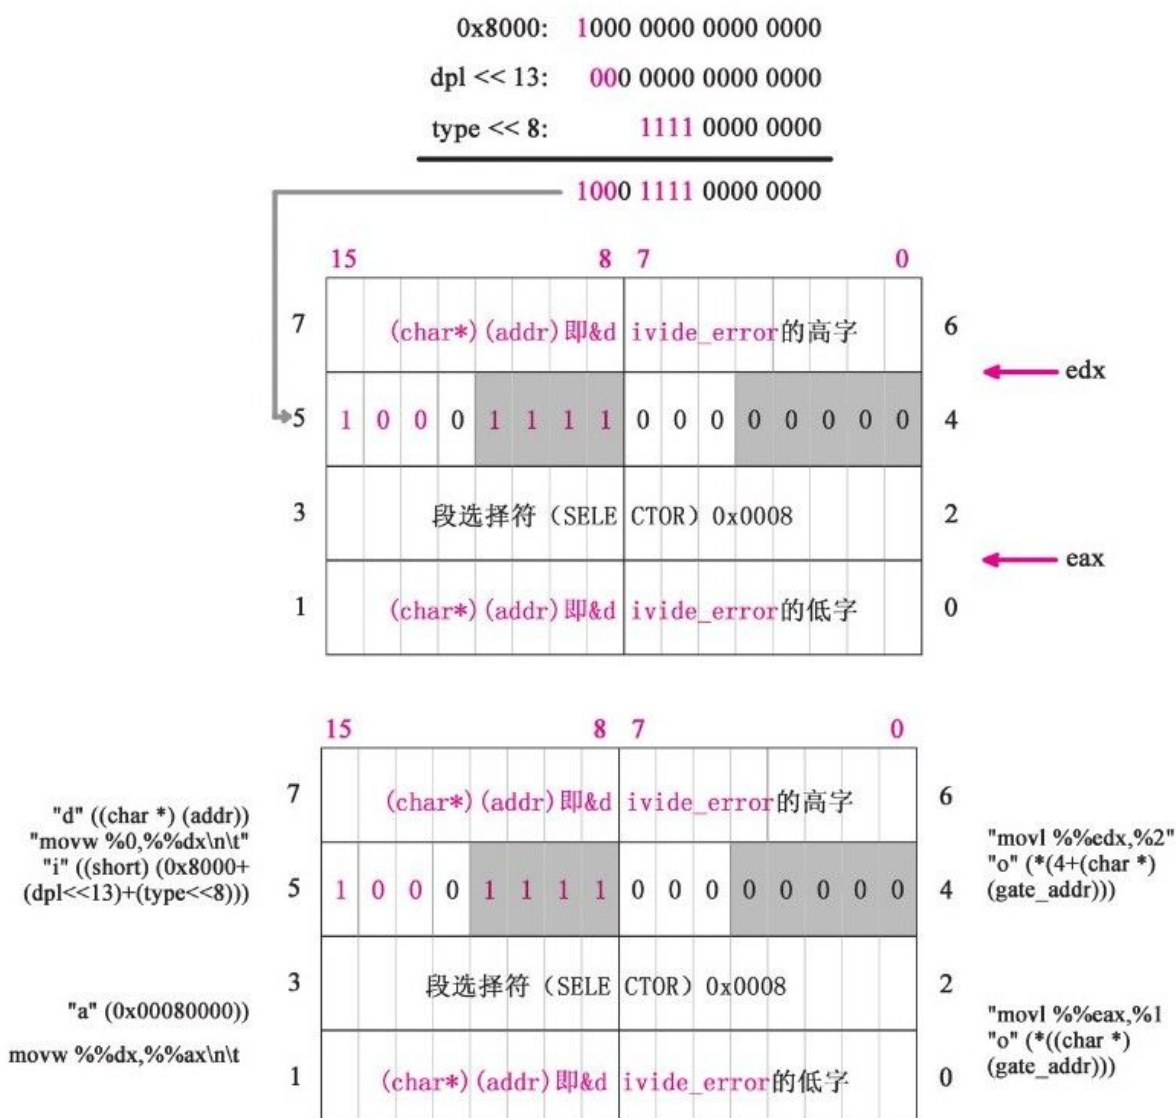 0x8000: 1000 0000 0000 0000
dpl << 13: 000 0000 0000 0000
type << 8: 1111 0000 0000
1000 1111 0000 0000
15 8 7 0
7 (char*)(addr)即&d ivide_error的高字 6
edx
5 1 0 0 0 1 1 1 1 0 0 0 0 0 0 0 0 4
3 段选择符（SELE CTOR）0x0008 2
eax
1 (char*)(addr)即&d ivide_error的低字 0
15 8 7 0
7 (char*)(addr)即&d ivide_error的高字 6
"d" ((char *) (addr))
"movw %0,%%dx\n\t"
"i" ((short) (0x8000+
(dpl<<13)+(type<<8)))
5 1 0 0 0 1 1 1 1 0 0 0 0 0 0 0 0 4
"movl %%edx,%2"
"o" (*(4+(char *)
(gate_addr)))
3 段选择符（SELE CTOR）0x0008 2
"a" (0x00080000))
movw %%dx,%%ax\n\t
1 (char*)(addr)即&d ivide_error的低字 0
"movl %%eax,%1
"o" (*((char *)
(gate_addr)))